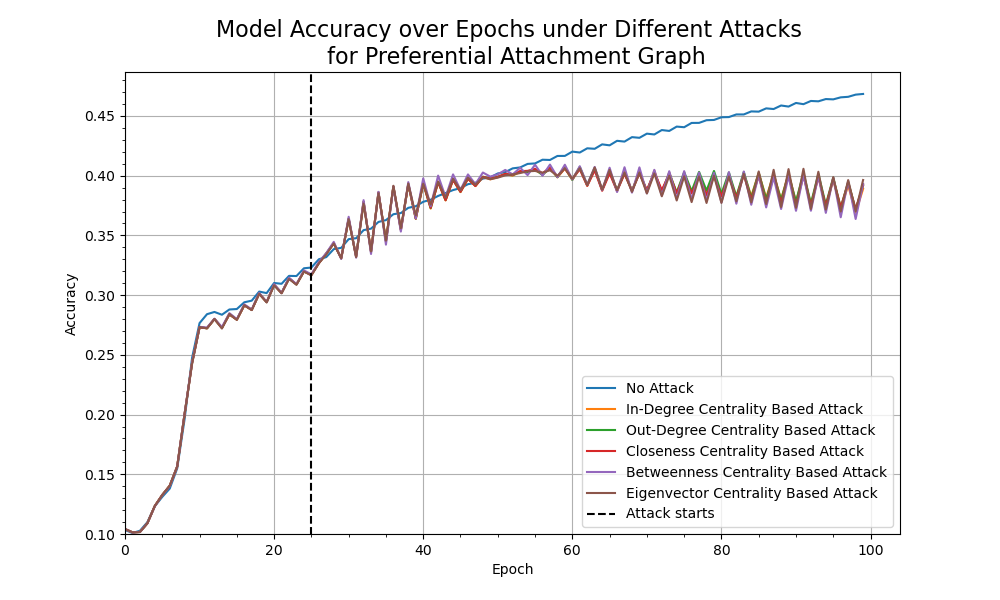 Model Accuracy over Epochs under Different Attacks
for Preferential Attachment Graph
Accuracy
0.45
0.40
0.35
0.30
0.25
0.20
0.15
0.10
No Attack
In-Degree Centrality Based Attack
Out-Degree Centrality Based Attack
Closeness Centrality Based Attack
Betweenness Centrality Based Attack
Eigenvector Centrality Based Attack
Attack starts
0 20 40 60 80 100
Epoch